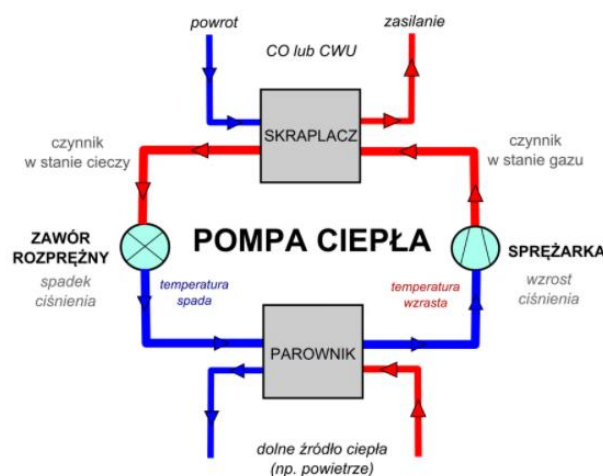 powrot
zasilanie
CO lub CWU
SKRAPLACZ
czynnik
w stanie cieczy
czynnik
w stanie gazu
ZAWÓR
ROZPRĘŻNY
spadek
ciśnienia
POMPA CIEPŁA
SPRĘŻARKA
wzrost
ciśnienia
temperatura
spada
temperatura
wzrasta
PAROWNIK
dolne źródło ciepła
(np. powietrze)